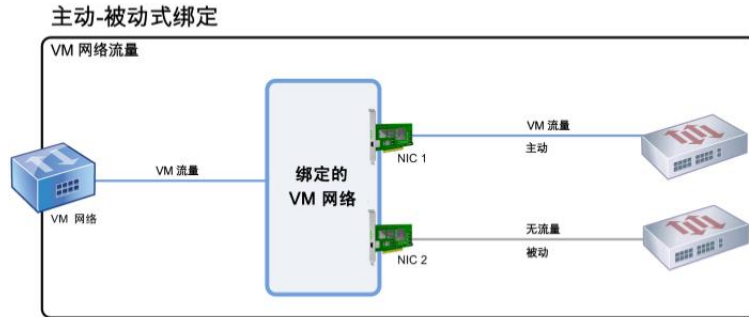 主动-被动式绑定
VM 网络流量
VM 流量
NIC 1
VM 流量
主动
绑定的
VM 网络
VM 网络
NIC 2
无流量
被动